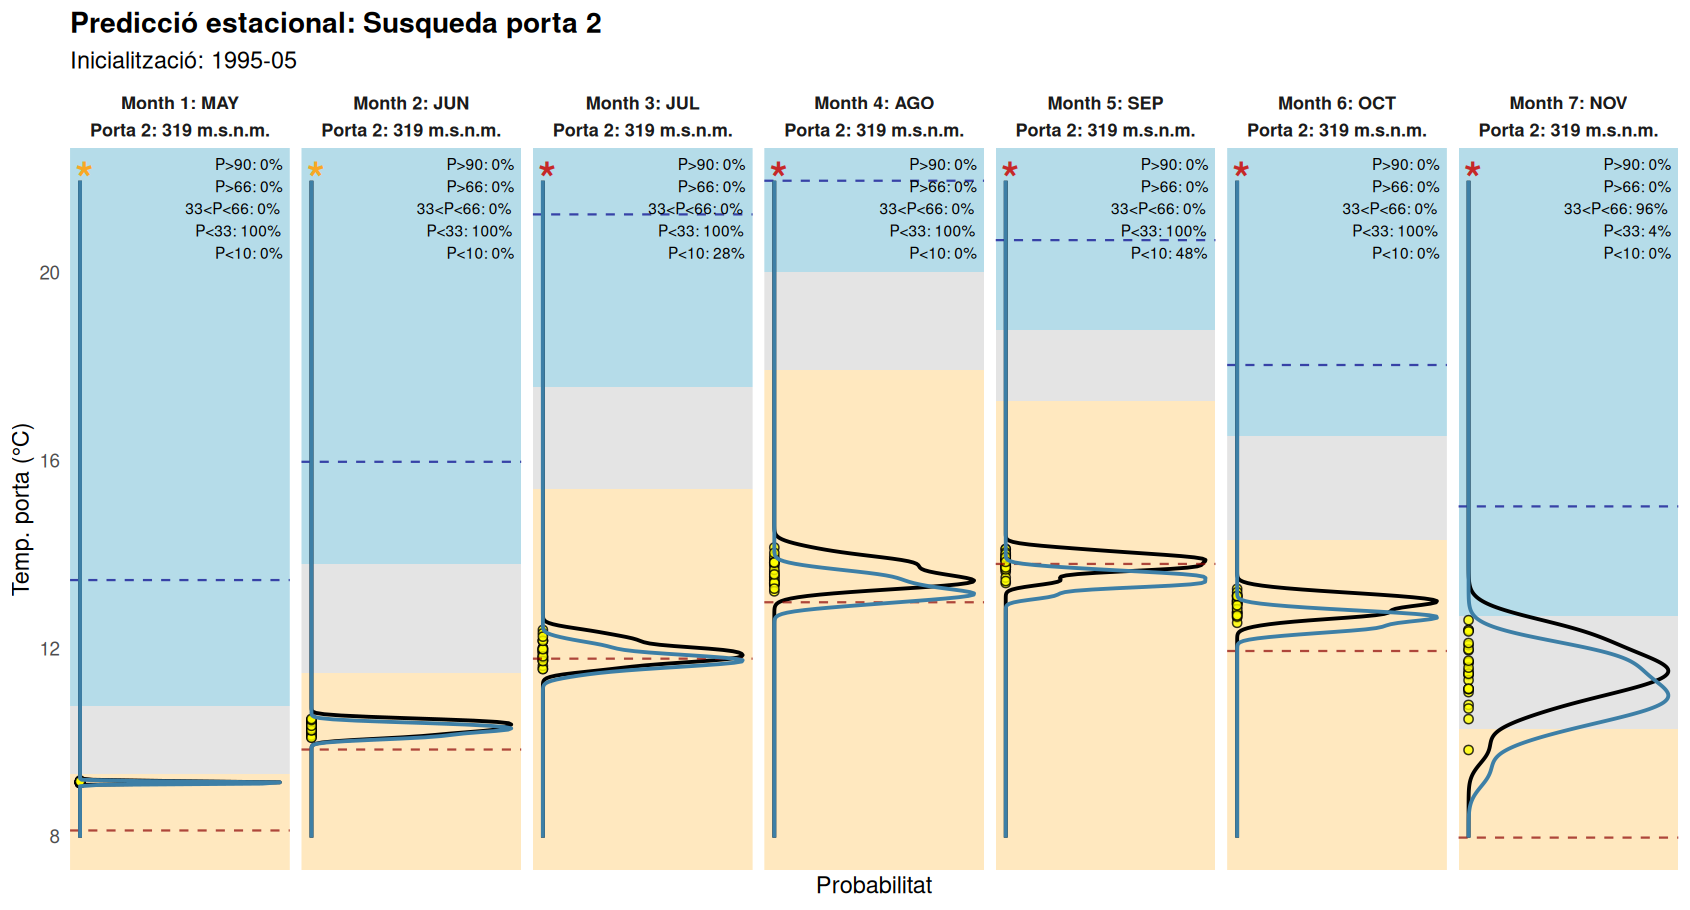 Predicció estacional: Susqueda porta 2
Inicialització: 1995-05
Month 1: MAY
Porta 2: 319 m.s.n.m.
Month 2: JUN
Porta 2: 319 m.s.n.m.
Month 3: JUL
Porta 2: 319 m.s.n.m.
Month 4: AGO
Porta 2: 319 m.s.n.m.
Month 5: SEP
Porta 2: 319 m.s.n.m.
Month 6: OCT
Porta 2: 319 m.s.n.m.
Month 7: NOV
Porta 2: 319 m.s.n.m.
*
P>90: 0%
P>66: 0%
33<P<66: 0%
P<33: 100%
P<10: 0%
*
P>90: 0%
P>66: 0%
33<P<66: 0%
P<33: 100%
P<10: 0%
*
P>90: 0%
P>66: 0%
33<P<66: 0%
P<33: 100%
P<10: 28%
*
P>90: 0%
P>66: 0%
33<P<66: 0%
P<33: 100%
P<10: 0%
*
P>90: 0%
P>66: 0%
33<P<66: 0%
P<33: 100%
P<10: 48%
*
P>90: 0%
P>66: 0%
33<P<66: 0%
P<33: 100%
P<10: 0%
*
P>90: 0%
P>66: 0%
33<P<66: 96%
P<33: 4%
P<10: 0%
Temp. porta (°C)
20
16
12
8
Probabilitat